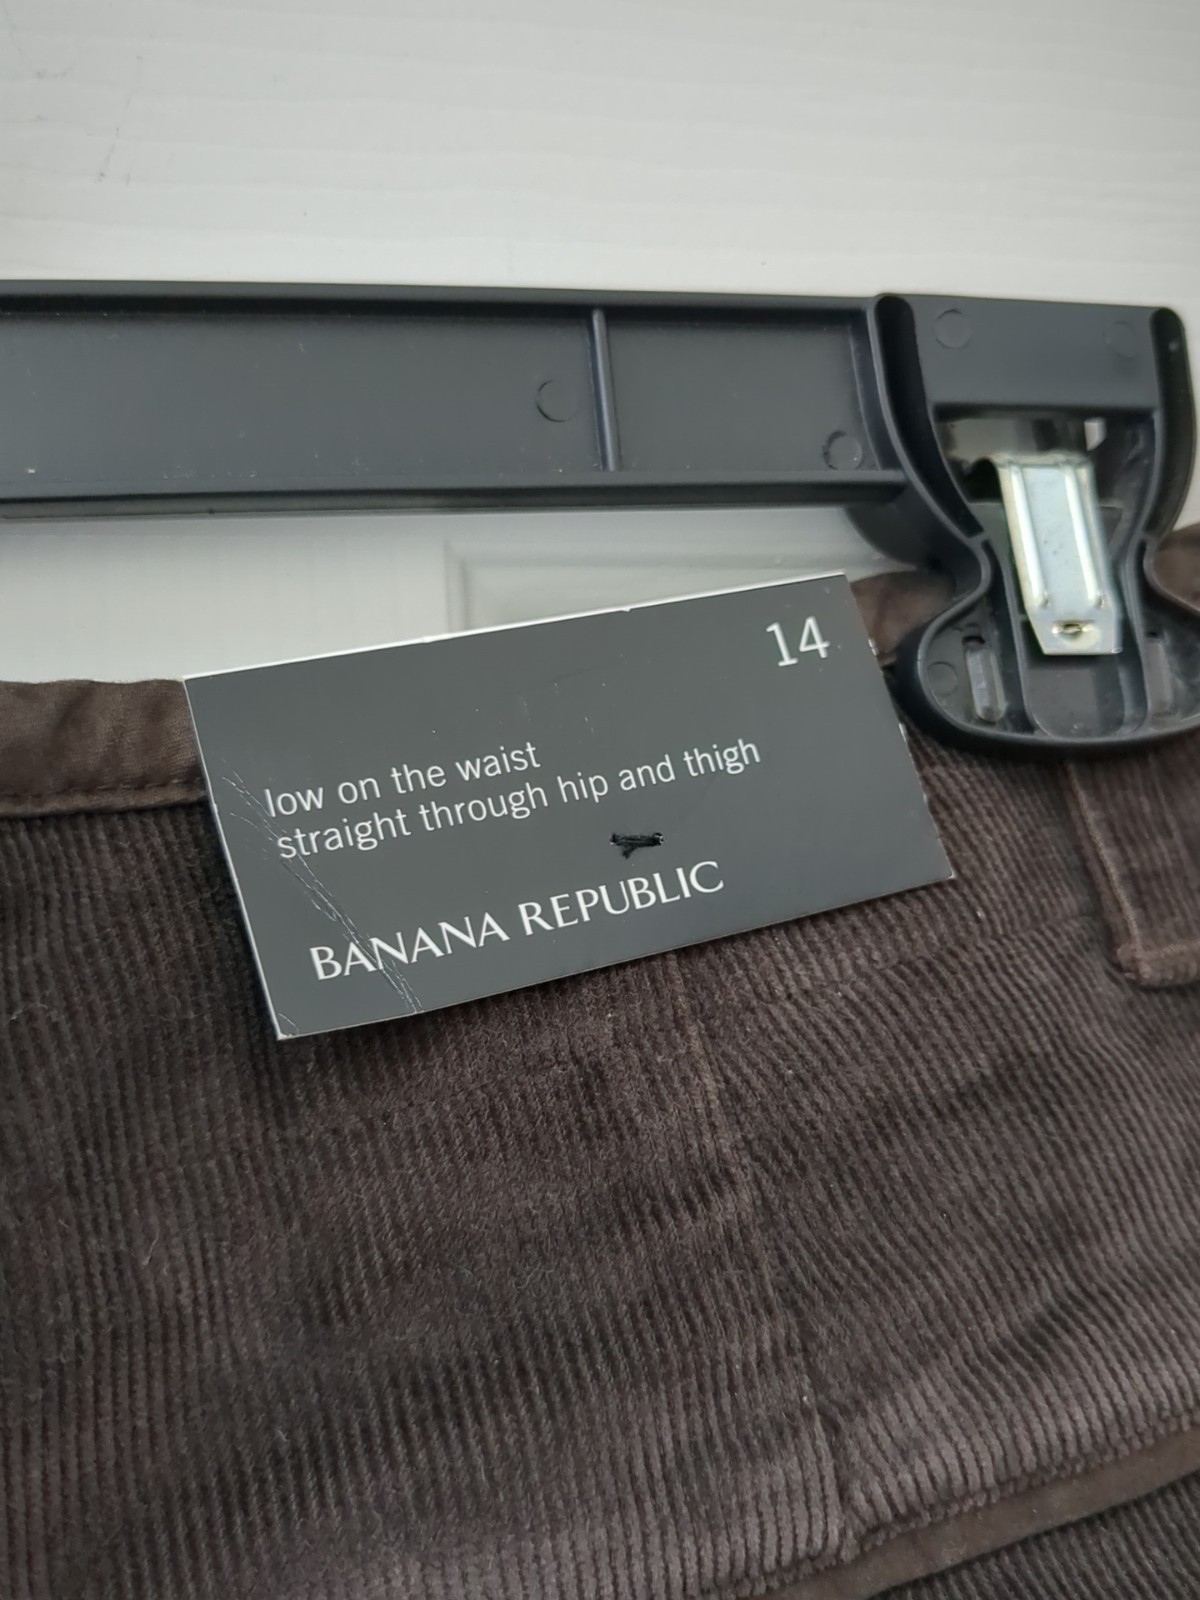 14
low on the waist
straight through hip and thigh
BANANA REPUBLIC